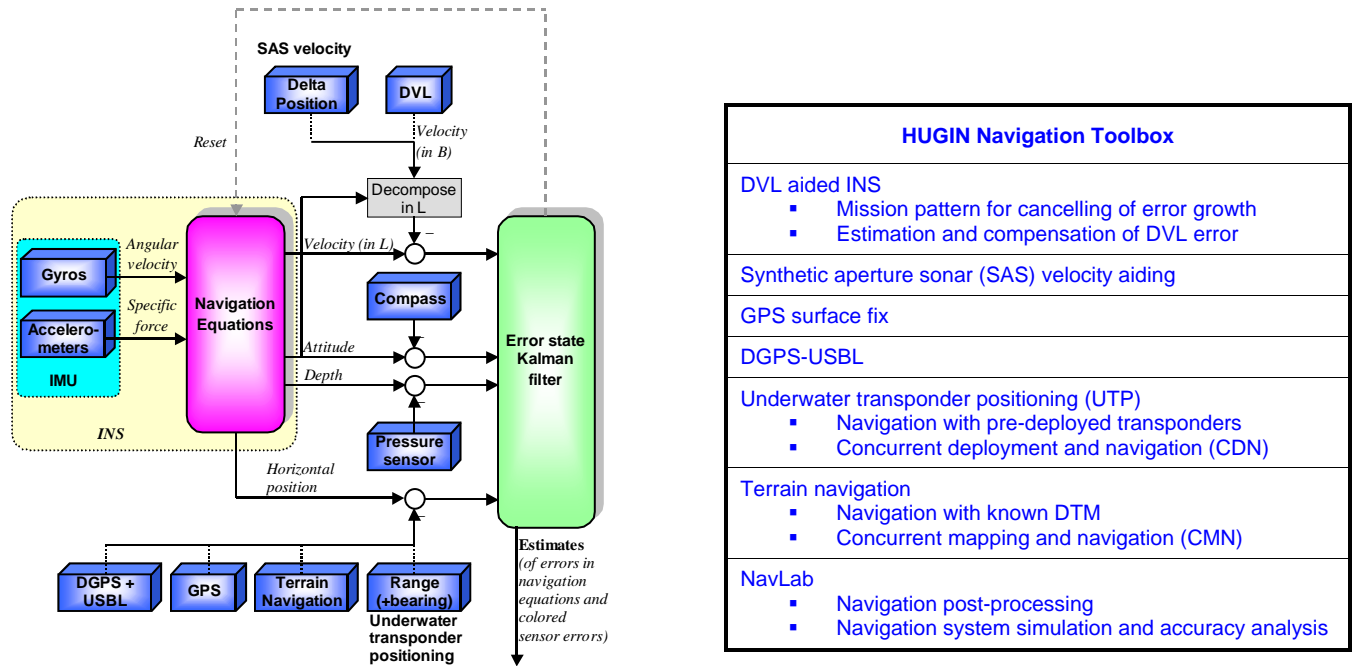 SAS velocity
Delta
Position
DVL
Velocity
(in B)
Reset
Decompose
in L
–
Velocity (in L)
Angular
velocity
Gyros
Specific
force
Accelero-
meters
IMU
INS
Navigation
Equations
Compass
–
Attitude
Depth
–
Pressure
sensor
Error state
Kalman
filter
Horizontal
position
–
DGPS +
USBL
GPS
Terrain
Navigation
Range
(+bearing)
Underwater
transponder
positioning
Estimates
(of errors in
navigation
equations and
colored
sensor errors)
HUGIN Navigation Toolbox
DVL aided INS
▪ Mission pattern for cancelling of error growth
▪ Estimation and compensation of DVL error
Synthetic aperture sonar (SAS) velocity aiding
GPS surface fix
DGPS-USBL
Underwater transponder positioning (UTP)
▪ Navigation with pre-deployed transponders
▪ Concurrent deployment and navigation (CDN)
Terrain navigation
▪ Navigation with known DTM
▪ Concurrent mapping and navigation (CMN)
NavLab
▪ Navigation post-processing
▪ Navigation system simulation and accuracy analysis